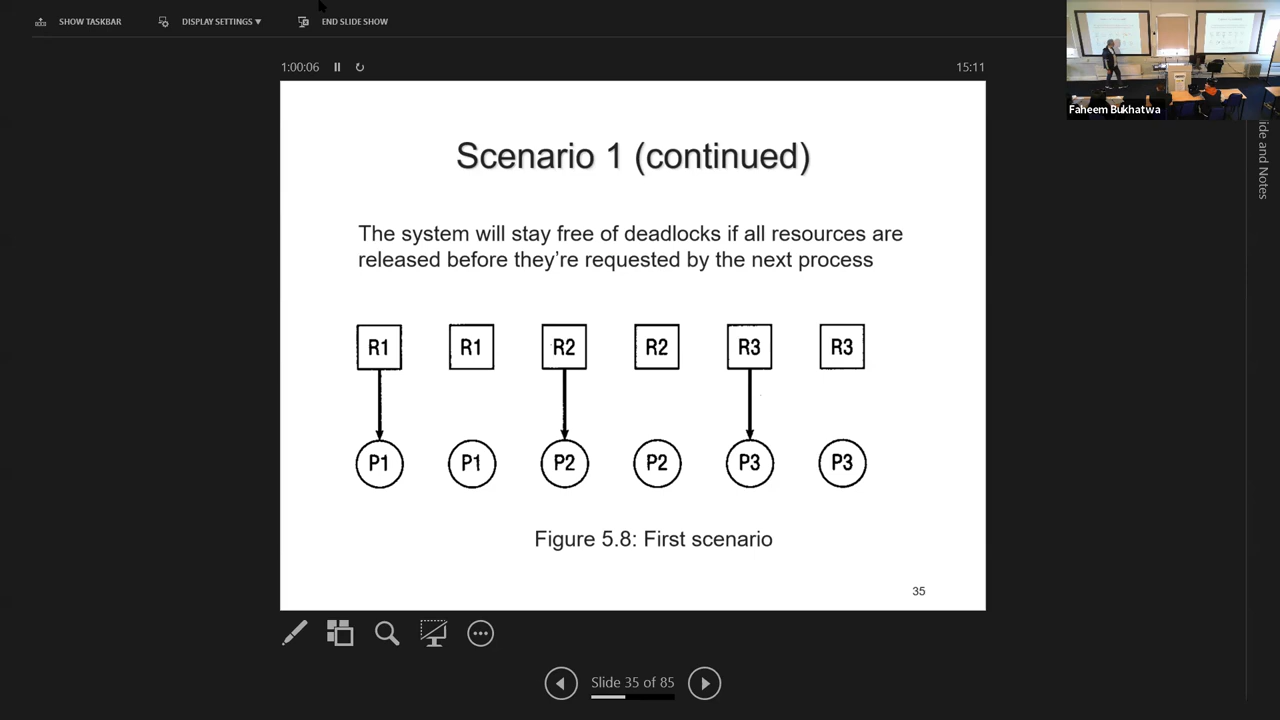 SHOW TASKBAR
DISPLAY SETTINGS ▼
END SLIDE SHOW
1:00:06
15:11
Faheem Bukhatwa
ide and Notes
Scenario 1 (continued)
The system will stay free of deadlocks if all resources are
released before they're requested by the next process
R1 R1 R2 R2 R3 R3
P1 P1 P2 P2 P3 P3
Figure 5.8: First scenario
35
Slide 35 of 85